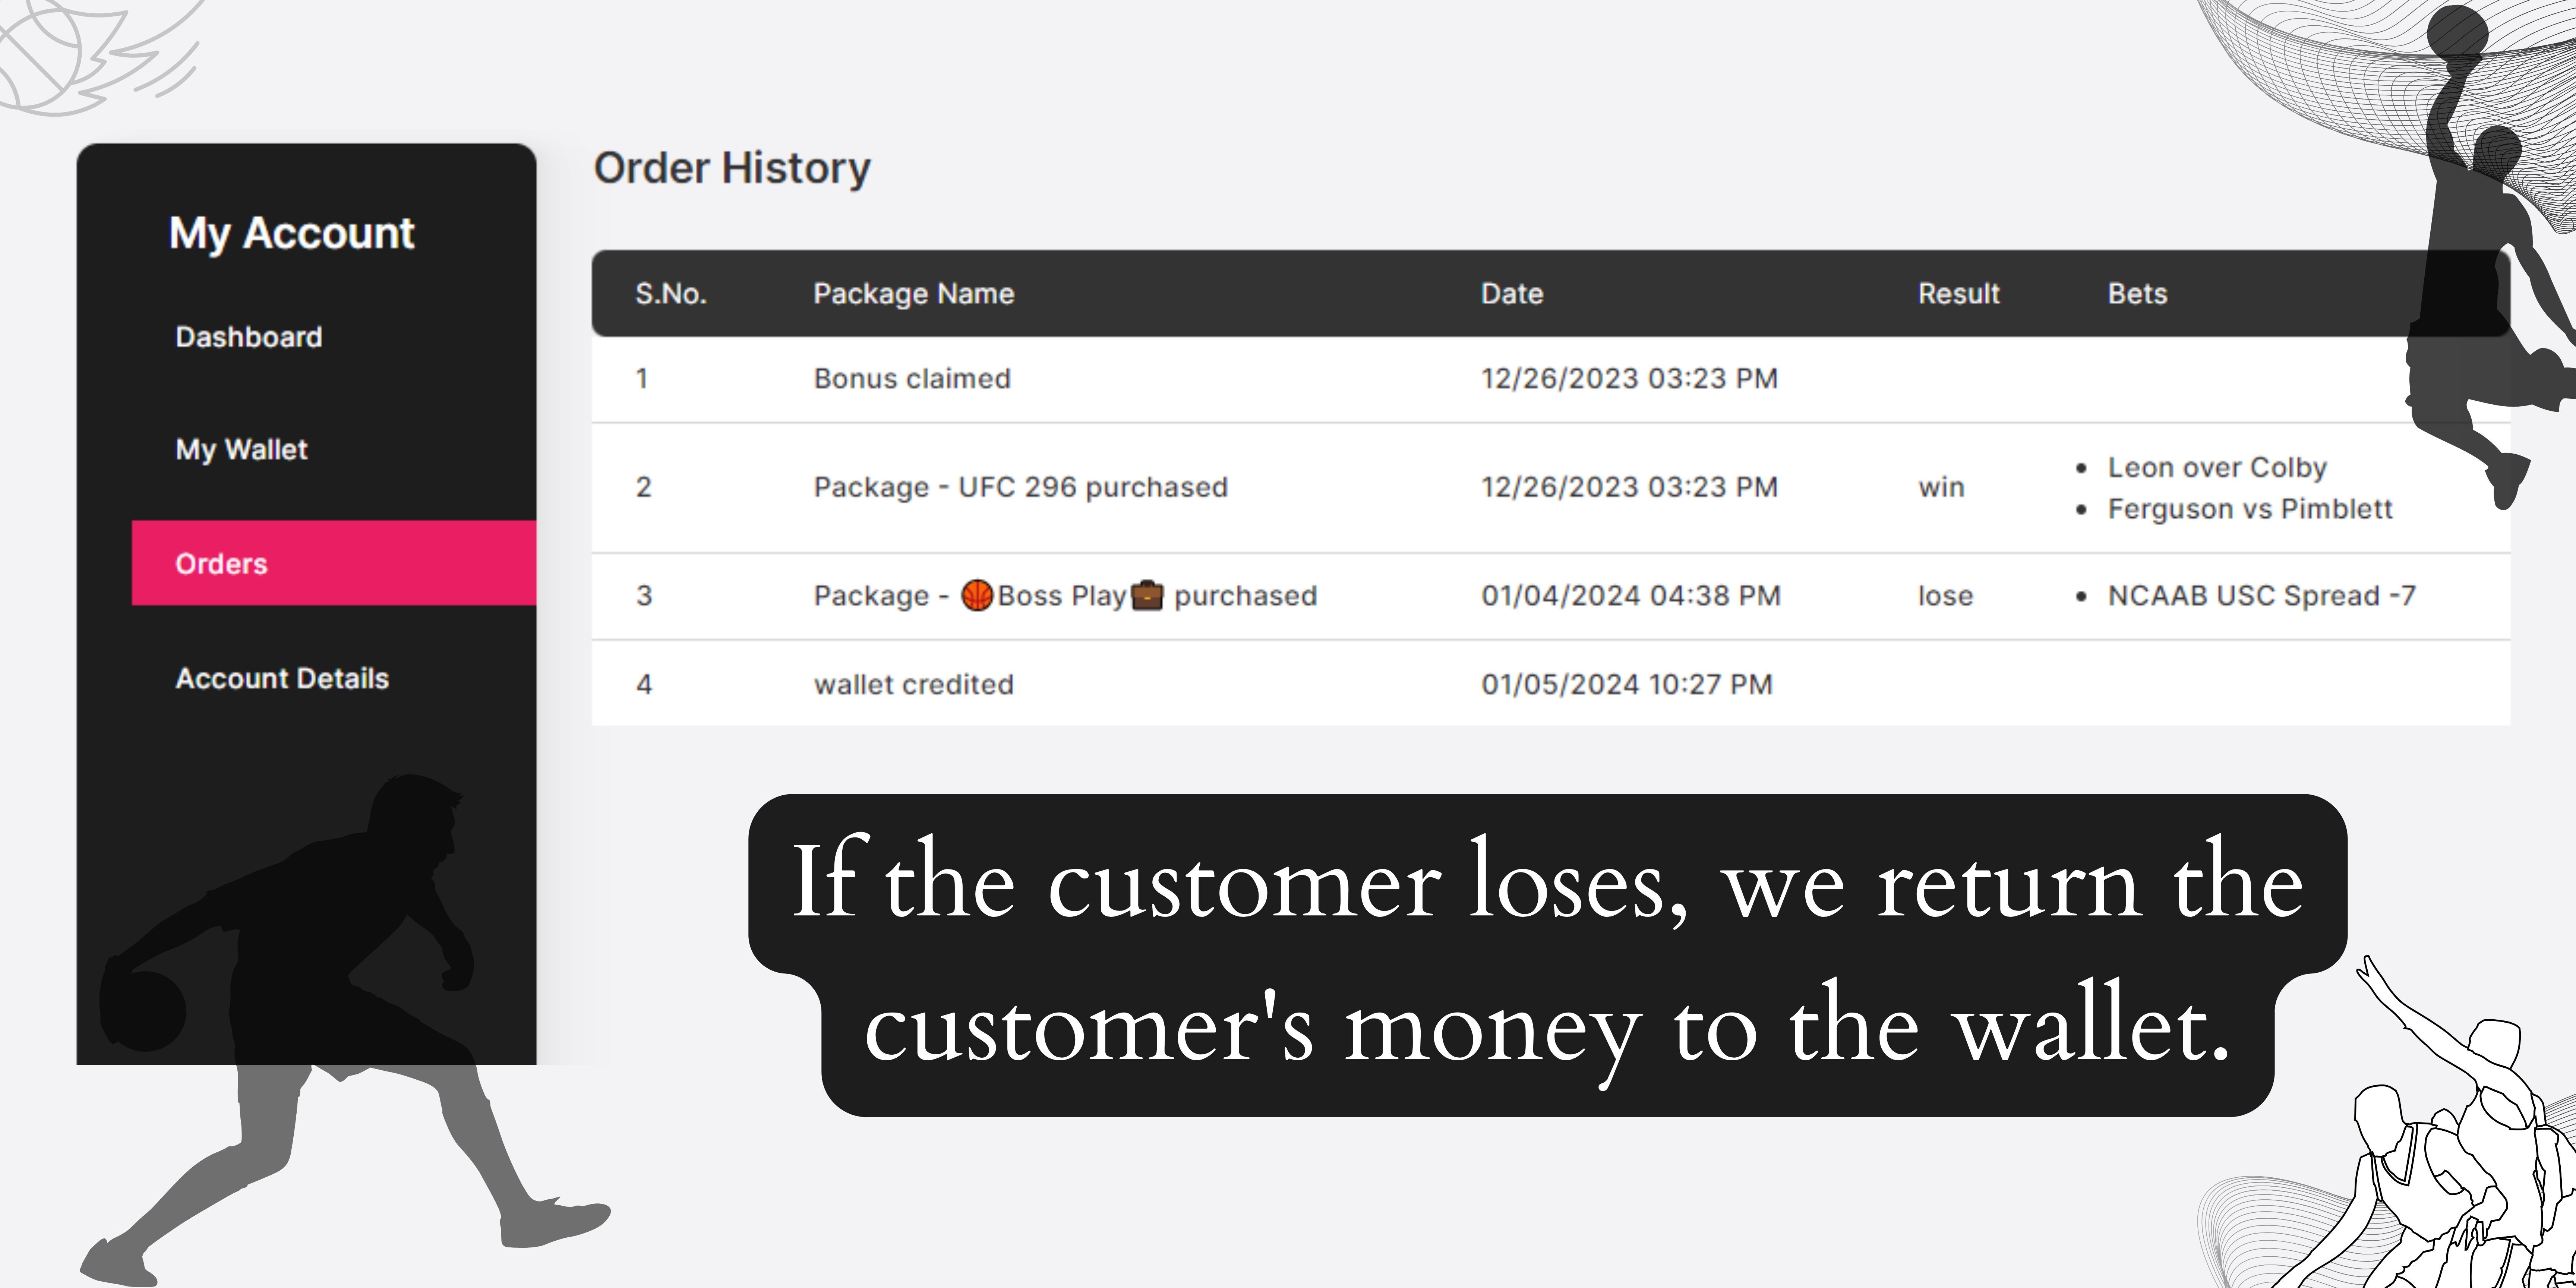 My Account
Dashboard
My Wallet
Orders
Account Details
Order History
S.No. Package Name Date Result Bets
1 Bonus claimed 12/26/2023 03:23 PM
2 Package - UFC 296 purchased 12/26/2023 03:23 PM win • Leon over Colby
• Ferguson vs Pimblett
3 Package - 🏀Boss Play💼 purchased 01/04/2024 04:38 PM lose • NCAAB USC Spread -7
4 wallet credited 01/05/2024 10:27 PM
If the customer loses, we return the
customer's money to the wallet.